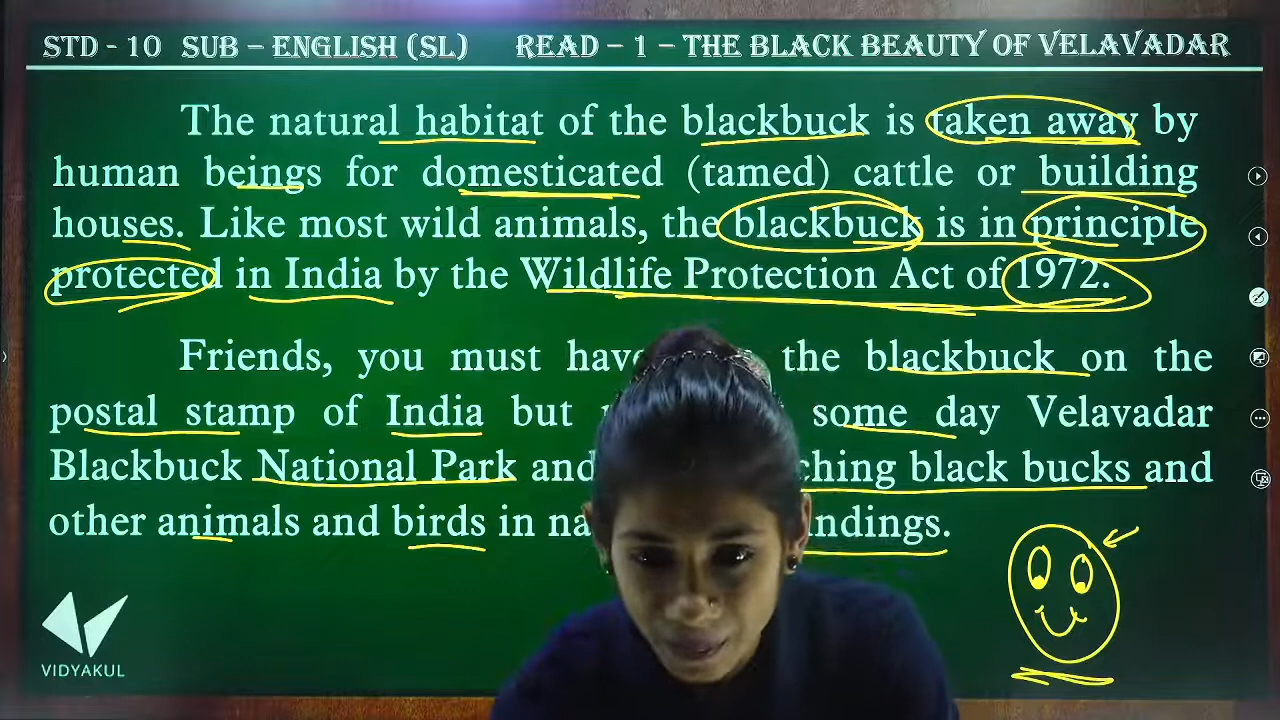 STD - 10 SUB – ENGLISH (SL) READ – 1 – THE BLACK BEAUTY OF VELAVADAR
The natural habitat of the blackbuck is taken away by
human beings for domesticated (tamed) cattle or building
houses. Like most wild animals, the blackbuck is in principle
protected in India by the Wildlife Protection Act of 1972.
Friends, you must have the blackbuck on the
postal stamp of India but some day Velavadar
Blackbuck National Park and black bucks and
other animals and birds in
VIDYAKUL